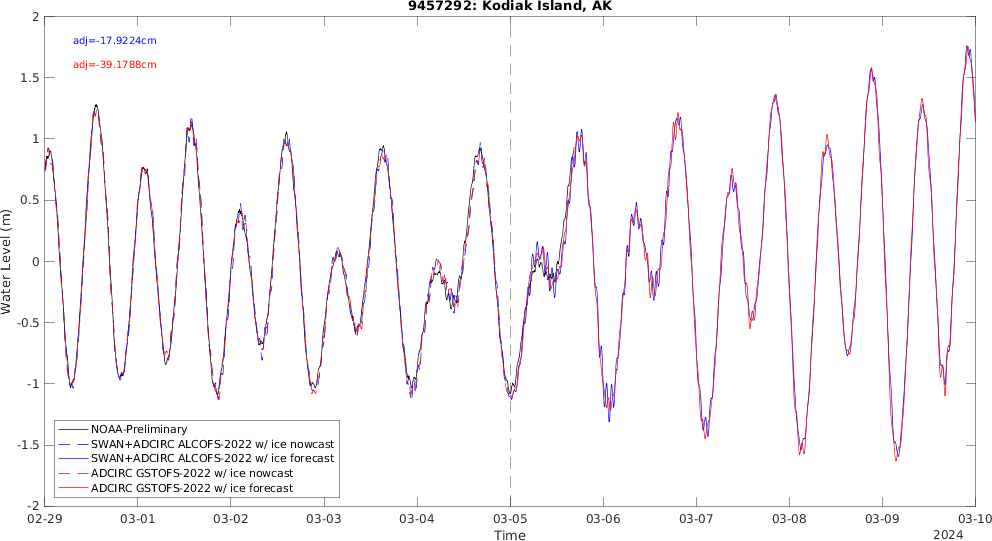 9457292: Kodiak Island, AK
adj=-17.9224cm
adj=-39.1788cm
2
1.5
1
0.5
0
-0.5
-1
-1.5
-2
Water Level (m)
NOAA-Preliminary
SWAN+ADCIRC ALCOFS-2022 w/ ice nowcast
SWAN+ADCIRC ALCOFS-2022 w/ ice forecast
ADCIRC GSTOFS-2022 w/ ice nowcast
ADCIRC GSTOFS-2022 w/ ice forecast
02-29 03-01 03-02 03-03 03-04 03-05 03-06 03-07 03-08 03-09 03-10
Time
2024